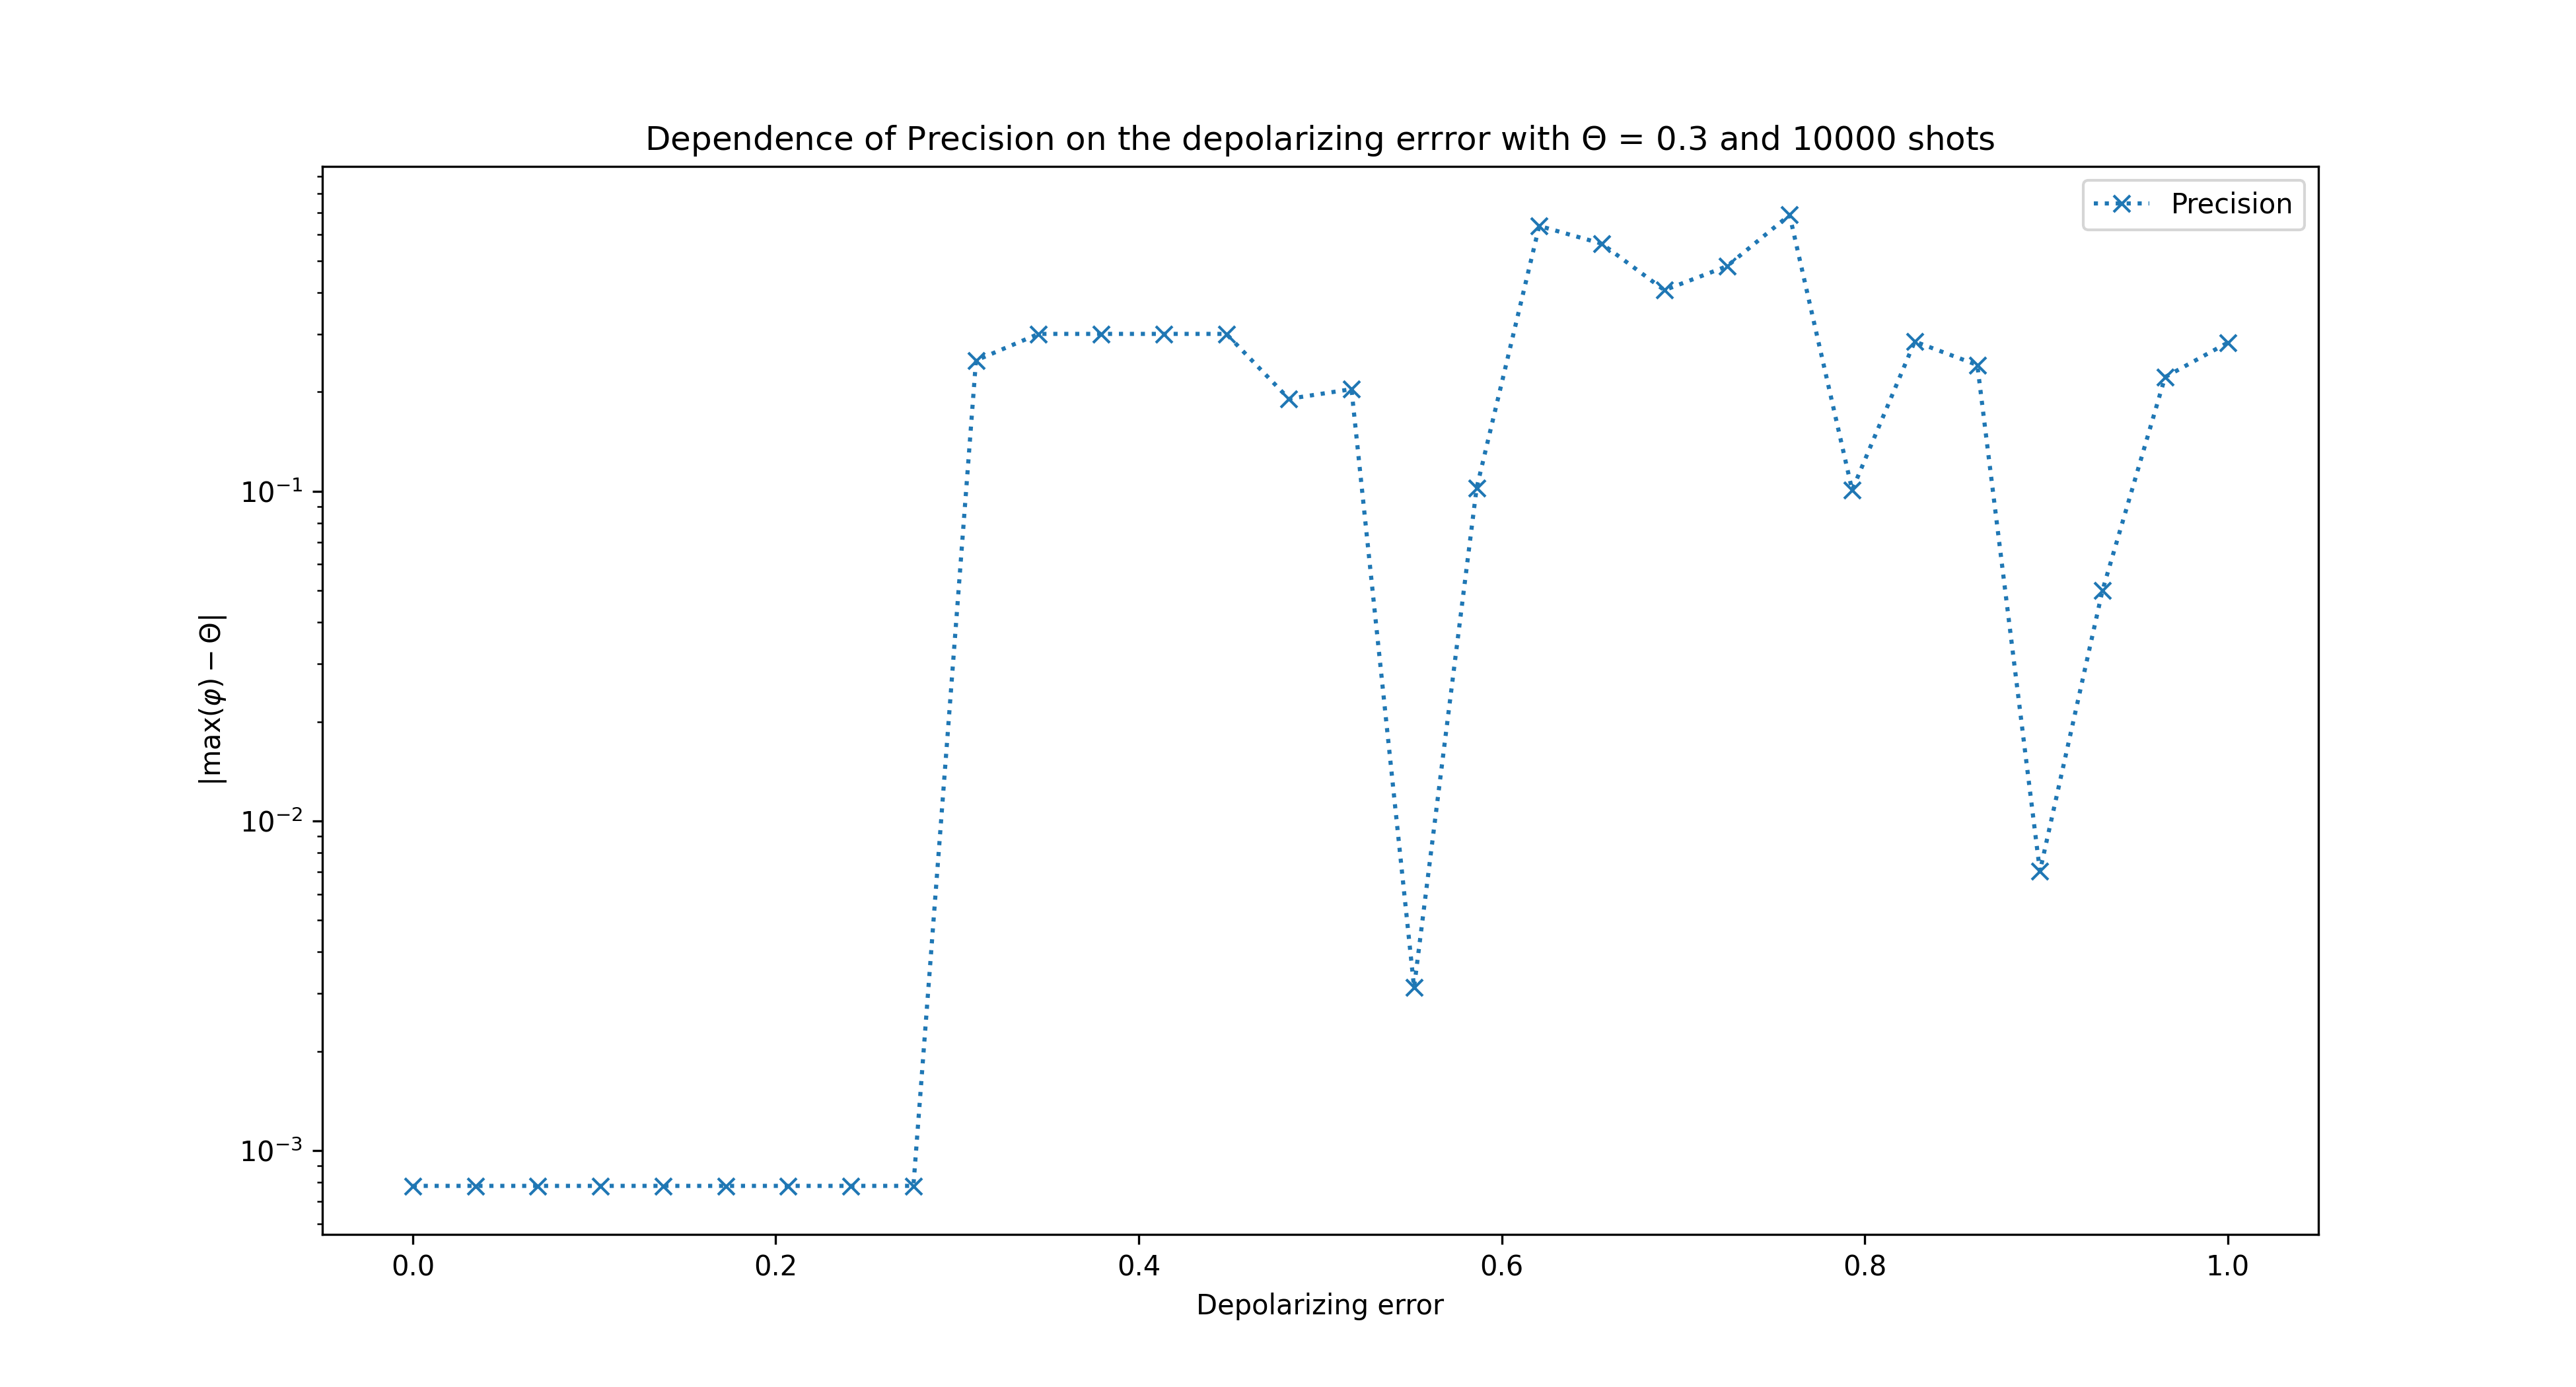 Dependence of Precision on the depolarizing errror with Θ = 0.3 and 10000 shots
Precision
|max(φ) − Θ|
10⁻¹
10⁻²
10⁻³
0.0 0.2 0.4 0.6 0.8 1.0
Depolarizing error